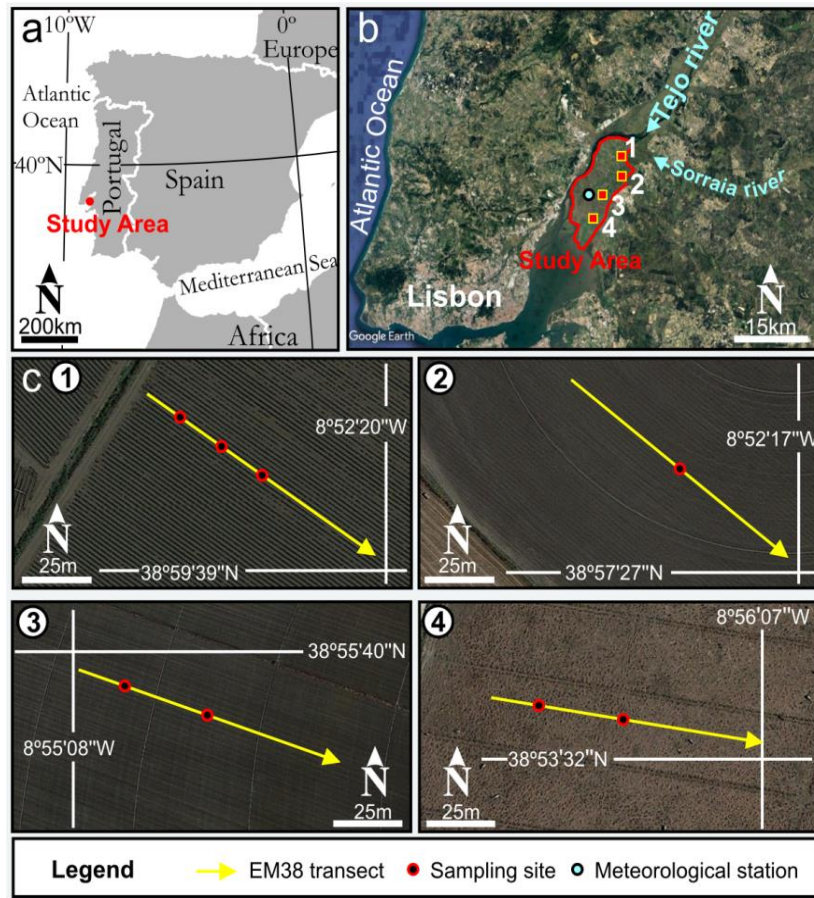 a
10ºW
0º
Europe
Atlantic
Ocean
40ºN
Portugal
Spain
Study Area
Mediterranean Sea
N
200km
Africa
b
Atlantic Ocean
Tejo river
1
Sorraia river
2
3
4
Study Area
Lisbon
N
15km
Google Earth
c
1
8º52'20"W
N
25m
38º59'39"N
2
8º52'17"W
N
25m
38º57'27"N
3
38º55'40"N
8º55'08"W
N
25m
4
8º56'07"W
N
25m
38º53'32"N
Legend
EM38 transect
Sampling site
Meteorological station